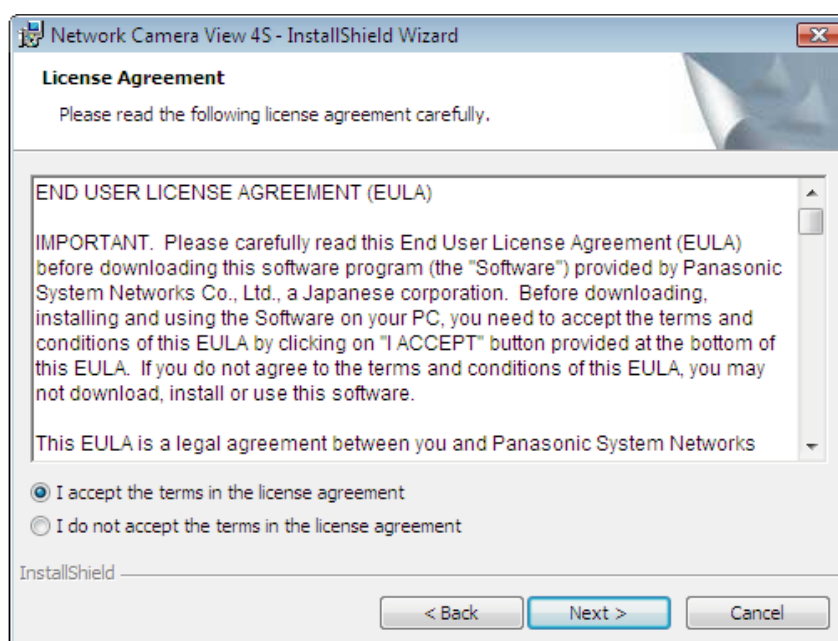 Network Camera View 4S - InstallShield Wizard
License Agreement
Please read the following license agreement carefully.
END USER LICENSE AGREEMENT (EULA)
IMPORTANT.  Please carefully read this End User License Agreement (EULA)
before downloading this software program (the "Software") provided by Panasonic
System Networks Co., Ltd., a Japanese corporation.  Before downloading,
installing and using the Software on your PC, you need to accept the terms and
conditions of this EULA by clicking on "I ACCEPT" button provided at the bottom of
this EULA.  If you do not agree to the terms and conditions of this EULA, you may
not download, install or use this software.
This EULA is a legal agreement between you and Panasonic System Networks
I accept the terms in the license agreement
I do not accept the terms in the license agreement
InstallShield
< Back
Next >
Cancel